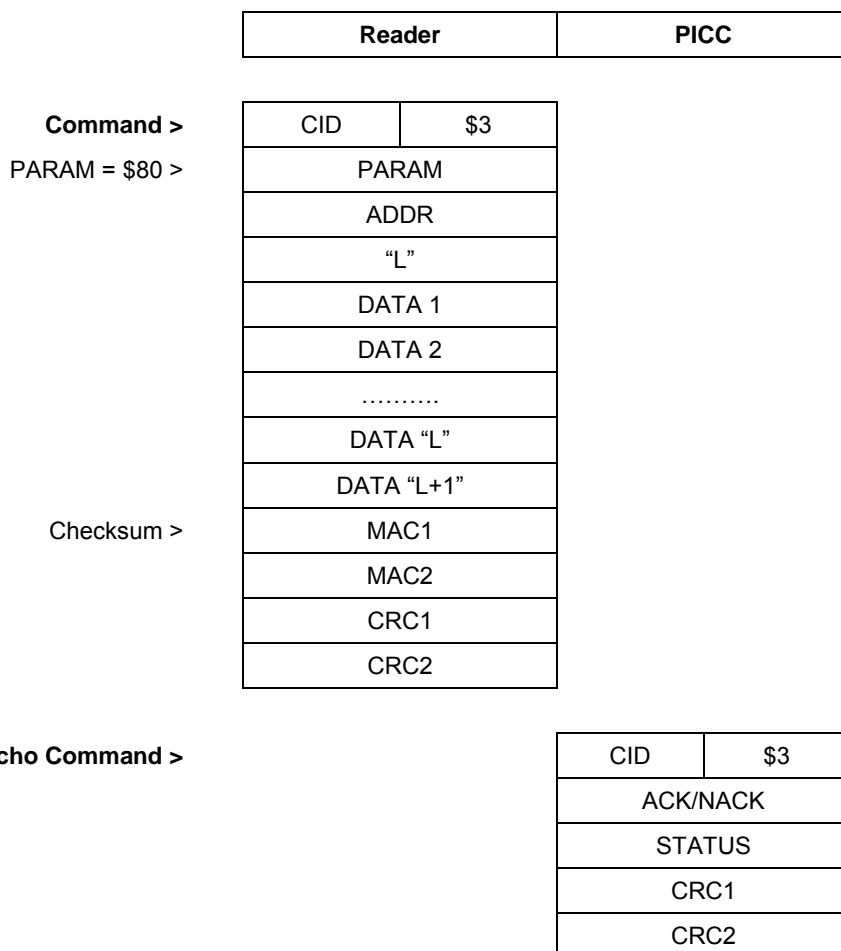 Reader PICC
Command > CID $3
PARAM = $80 > PARAM
ADDR
“L”
DATA 1
DATA 2
……….
DATA “L”
DATA “L+1”
Checksum > MAC1
MAC2
CRC1
CRC2
cho Command > CID $3
ACK/NACK
STATUS
CRC1
CRC2